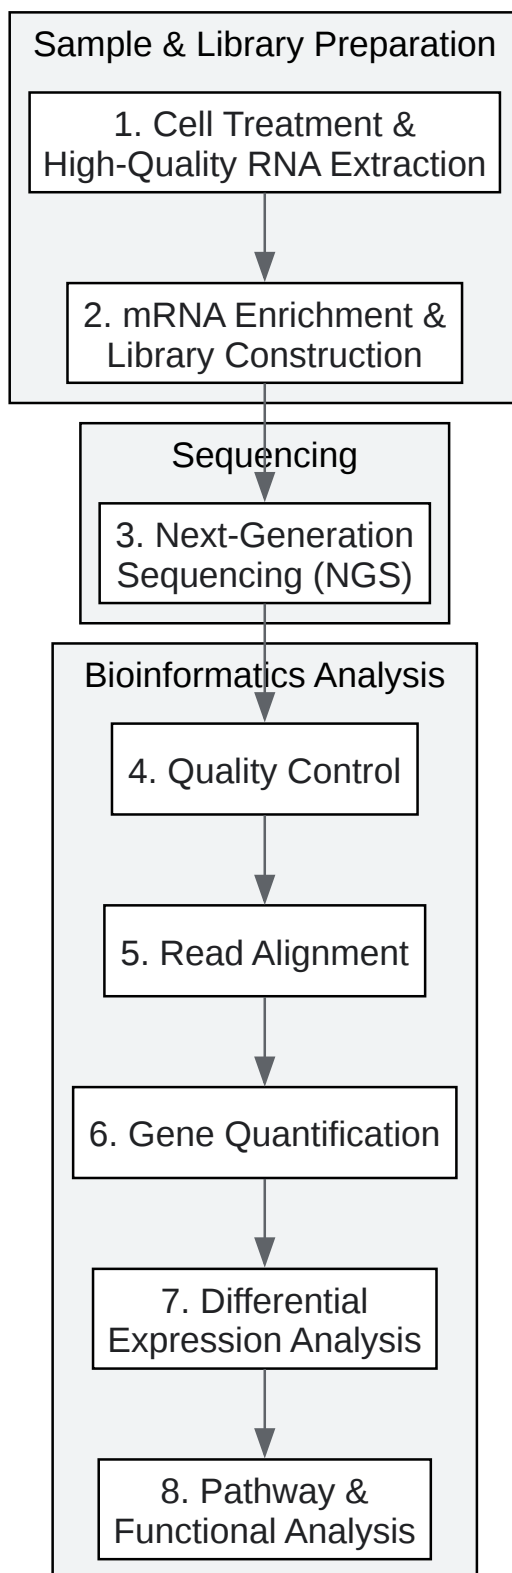 Sample & Library Preparation
1. Cell Treatment &
High-Quality RNA Extraction
2. mRNA Enrichment &
Library Construction
Sequencing
3. Next-Generation
Sequencing (NGS)
Bioinformatics Analysis
4. Quality Control
5. Read Alignment
6. Gene Quantification
7. Differential
Expression Analysis
8. Pathway &
Functional Analysis